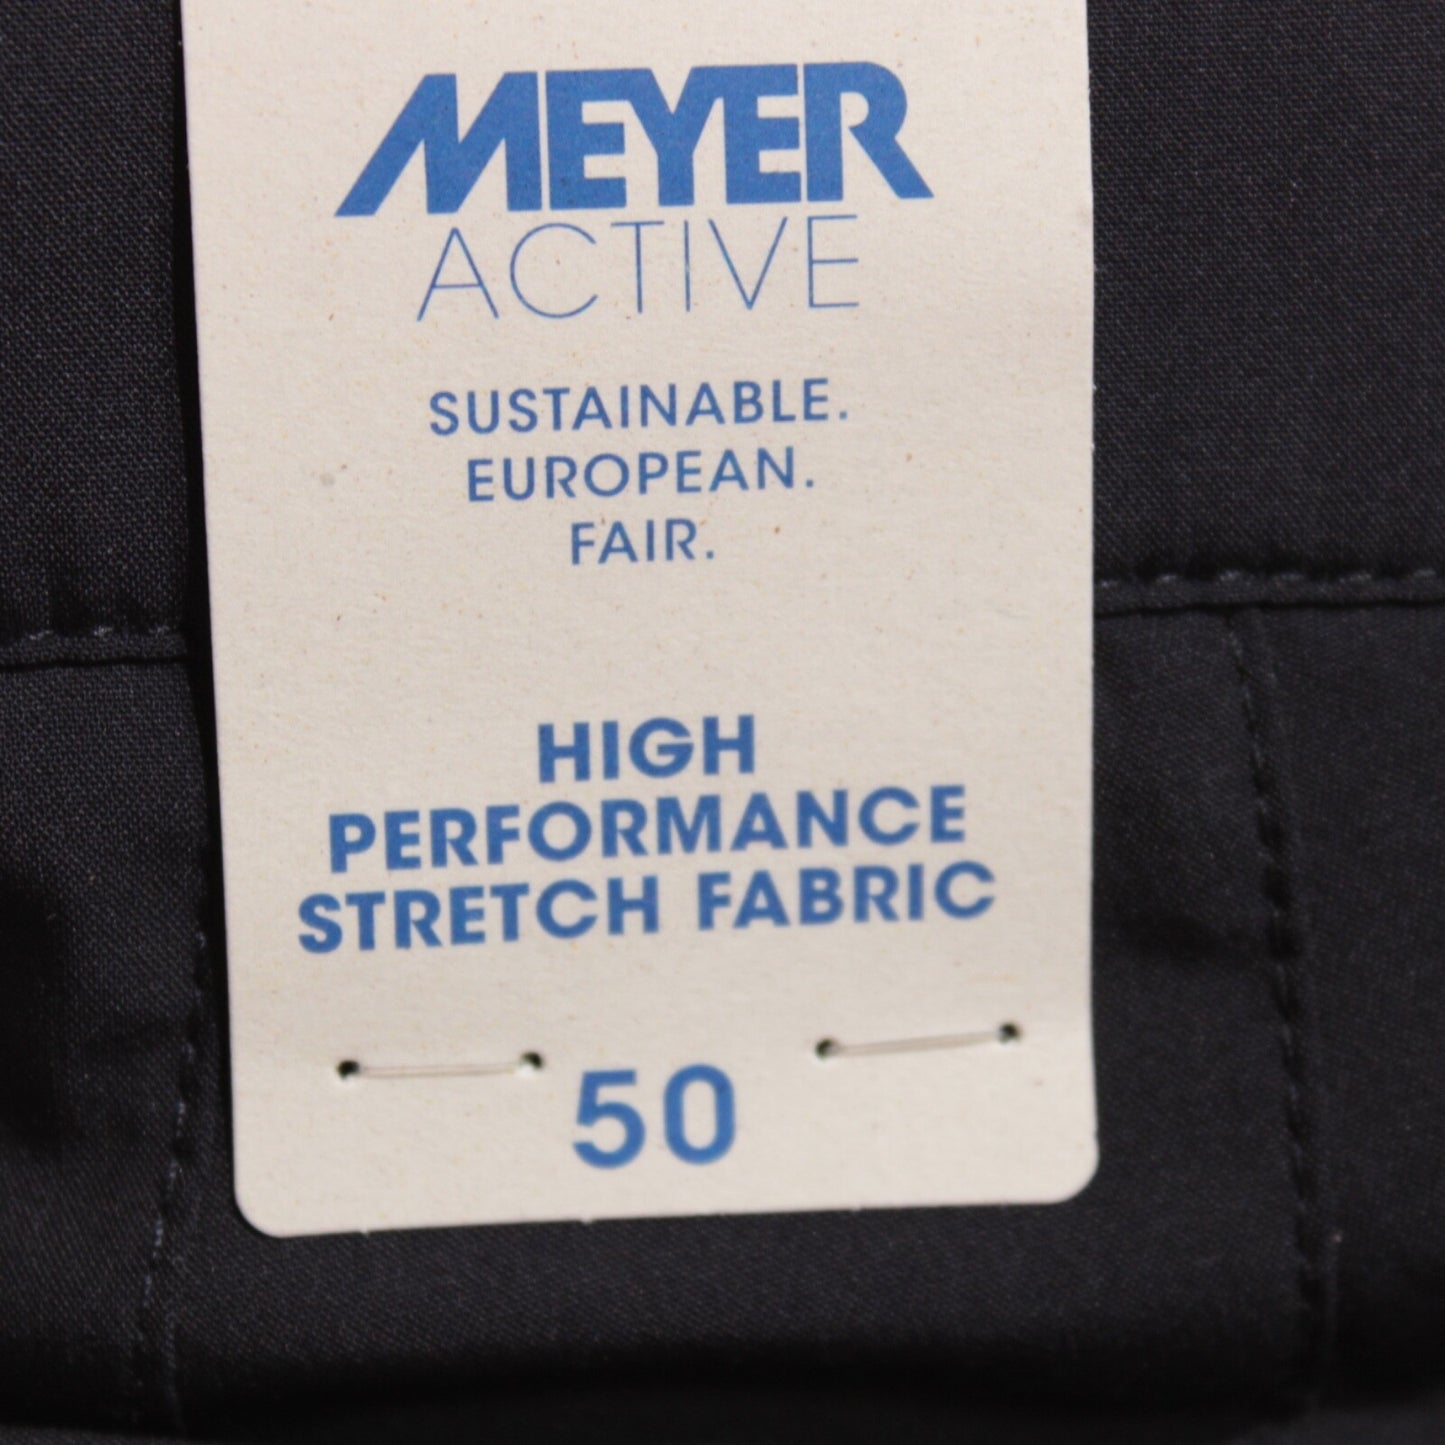 MEYER
ACTIVE
SUSTAINABLE.
EUROPEAN.
FAIR.
HIGH
PERFORMANCE
STRETCH FABRIC
50